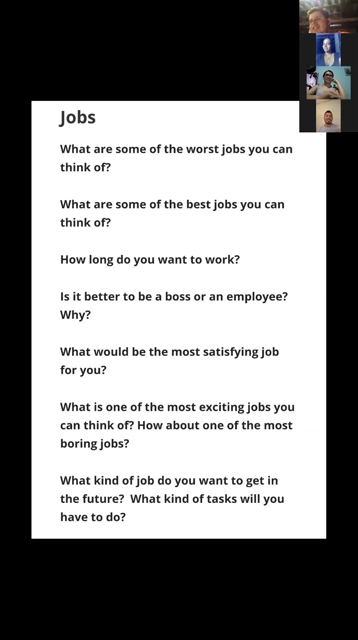 Jobs
What are some of the worst jobs you can
think of?
What are some of the best jobs you can
think of?
How long do you want to work?
Is it better to be a boss or an employee?
Why?
What would be the most satisfying job
for you?
What is one of the most exciting jobs you
can think of? How about one of the most
boring jobs?
What kind of job do you want to get in
the future?  What kind of tasks will you
have to do?